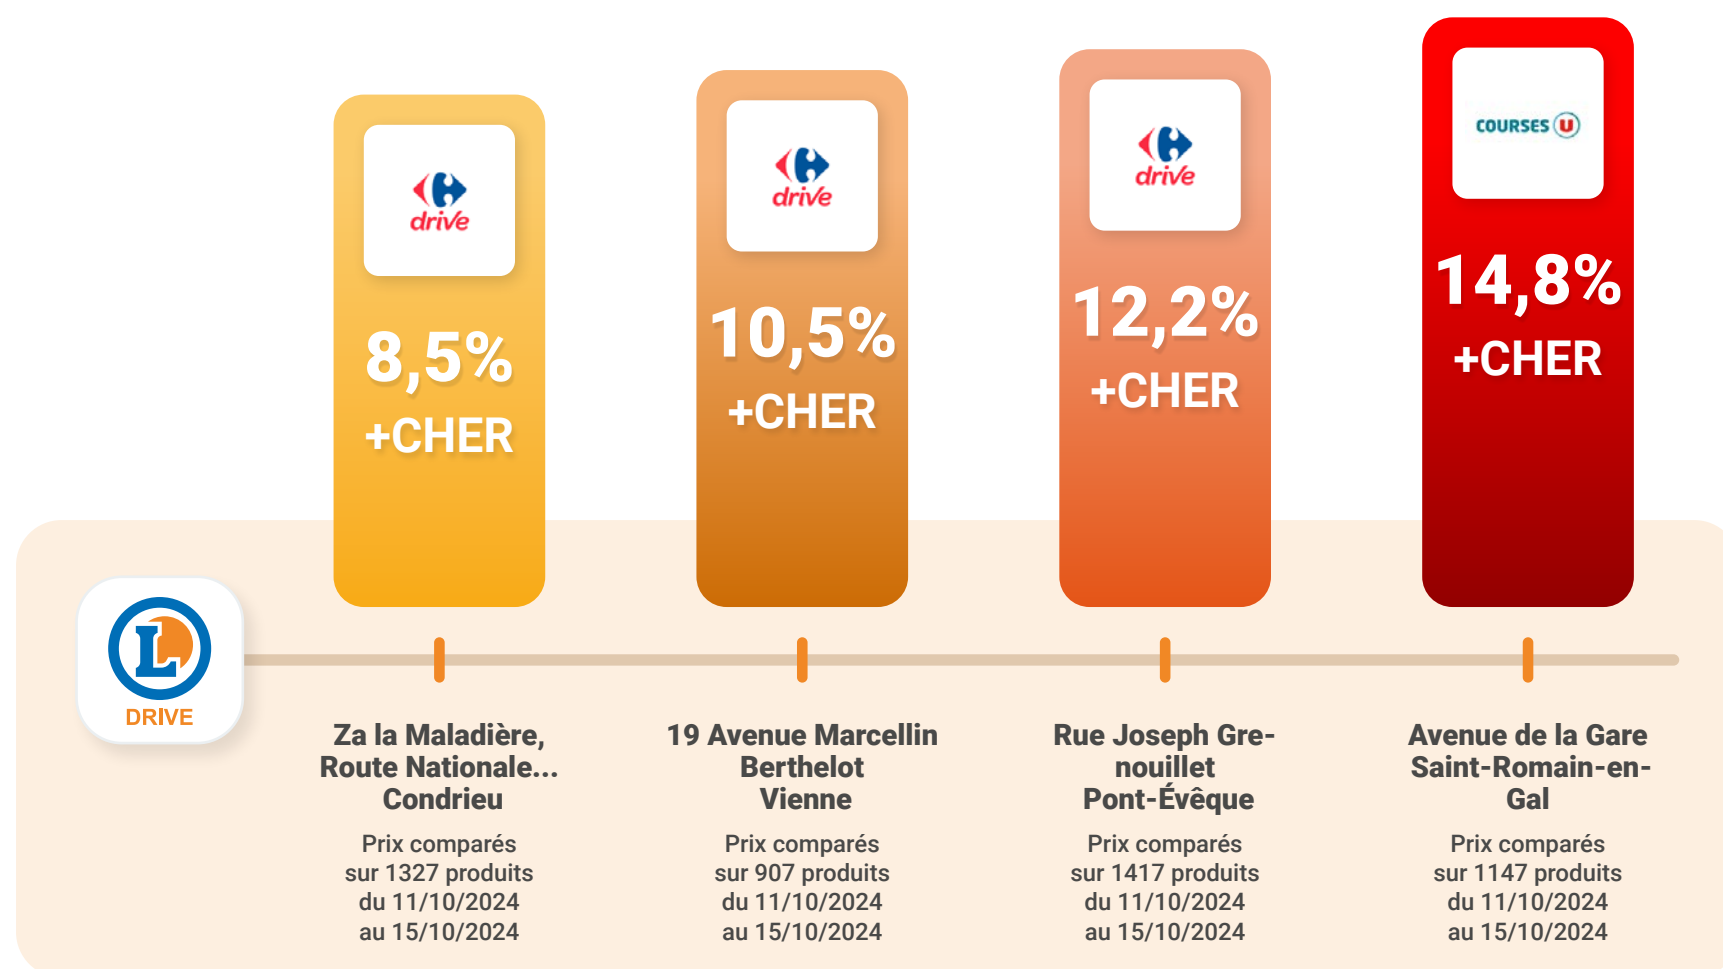 drive
8,5%
+CHER
drive
10,5%
+CHER
drive
12,2%
+CHER
COURSES U
14,8%
+CHER
L
DRIVE
Za la Maladière,
Route Nationale...
Condrieu
Prix comparés
sur 1327 produits
du 11/10/2024
au 15/10/2024
19 Avenue Marcellin
Berthelot
Vienne
Prix comparés
sur 907 produits
du 11/10/2024
au 15/10/2024
Rue Joseph Gre-
nouillet
Pont-Évêque
Prix comparés
sur 1417 produits
du 11/10/2024
au 15/10/2024
Avenue de la Gare
Saint-Romain-en-
Gal
Prix comparés
sur 1147 produits
du 11/10/2024
au 15/10/2024